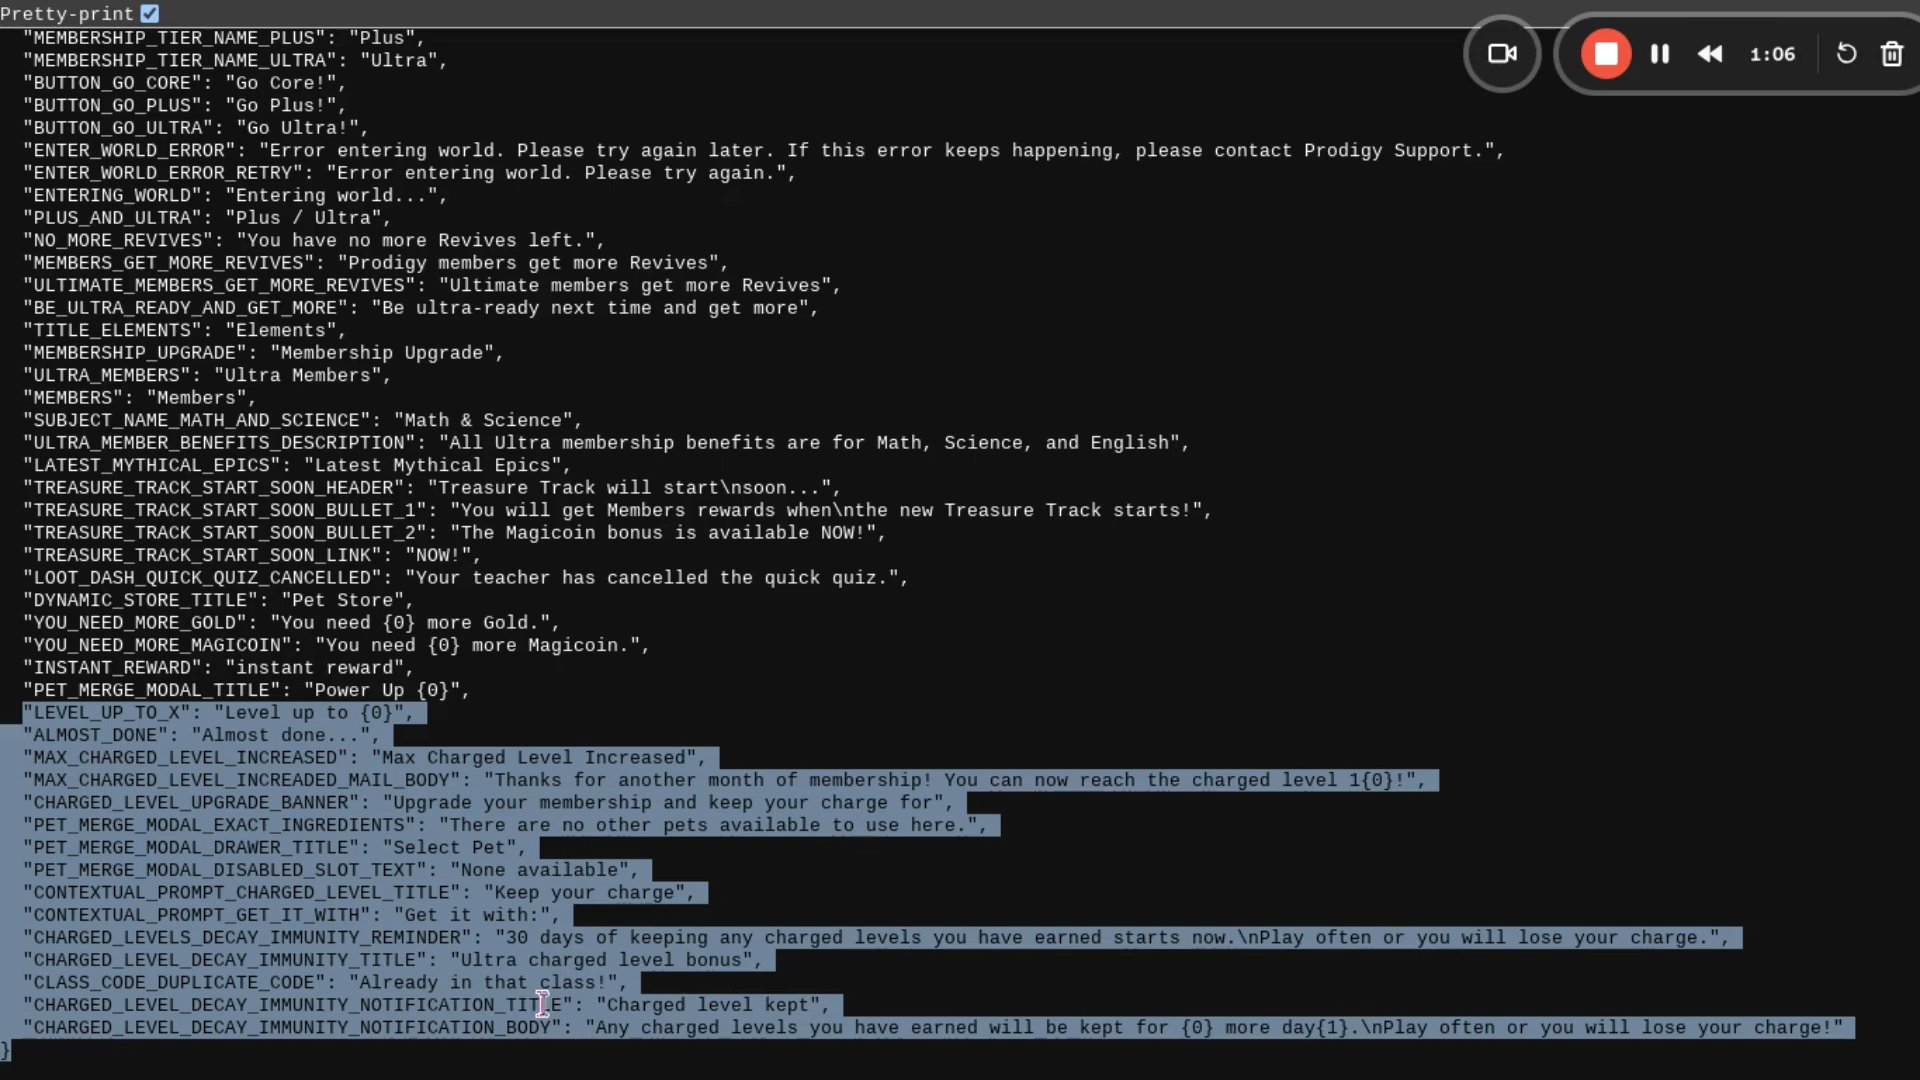 Pretty-print
"MEMBERSHIP_TIER_NAME_PLUS": "Plus",
"MEMBERSHIP_TIER_NAME_ULTRA": "Ultra",
"BUTTON_GO_CORE": "Go Core!",
"BUTTON_GO_PLUS": "Go Plus!",
"BUTTON_GO_ULTRA": "Go Ultra!",
"ENTER_WORLD_ERROR": "Error entering world. Please try again later. If this error keeps happening, please contact Prodigy Support.",
"ENTER_WORLD_ERROR_RETRY": "Error entering world. Please try again.",
"ENTERING_WORLD": "Entering world...",
"PLUS_AND_ULTRA": "Plus / Ultra",
"NO_MORE_REVIVES": "You have no more Revives left.",
"MEMBERS_GET_MORE_REVIVES": "Prodigy members get more Revives",
"ULTIMATE_MEMBERS_GET_MORE_REVIVES": "Ultimate members get more Revives",
"BE_ULTRA_READY_AND_GET_MORE": "Be ultra-ready next time and get more",
"TITLE_ELEMENTS": "Elements",
"MEMBERSHIP_UPGRADE": "Membership Upgrade",
"ULTRA_MEMBERS": "Ultra Members",
"MEMBERS": "Members",
"SUBJECT_NAME_MATH_AND_SCIENCE": "Math & Science",
"ULTRA_MEMBER_BENEFITS_DESCRIPTION": "All Ultra membership benefits are for Math, Science, and English",
"LATEST_MYTHICAL_EPICS": "Latest Mythical Epics",
"TREASURE_TRACK_START_SOON_HEADER": "Treasure Track will start\nsoon...",
"TREASURE_TRACK_START_SOON_BULLET_1": "You will get Members rewards when\nthe new Treasure Track starts!",
"TREASURE_TRACK_START_SOON_BULLET_2": "The Magicoin bonus is available NOW!",
"TREASURE_TRACK_START_SOON_LINK": "NOW!",
"LOOT_DASH_QUICK_QUIZ_CANCELLED": "Your teacher has cancelled the quick quiz.",
"DYNAMIC_STORE_TITLE": "Pet Store",
"YOU_NEED_MORE_GOLD": "You need {0} more Gold.",
"YOU_NEED_MORE_MAGICOIN": "You need {0} more Magicoin.",
"INSTANT_REWARD": "instant reward",
"PET_MERGE_MODAL_TITLE": "Power Up {0}",
"LEVEL_UP_TO_X": "Level up to {0}",
"ALMOST_DONE": "Almost done...",
"MAX_CHARGED_LEVEL_INCREASED": "Max Charged Level Increased",
"MAX_CHARGED_LEVEL_INCREADED_MAIL_BODY": "Thanks for another month of membership! You can now reach the charged level 1{0}!",
"CHARGED_LEVEL_UPGRADE_BANNER": "Upgrade your membership and keep your charge for",
"PET_MERGE_MODAL_EXACT_INGREDIENTS": "There are no other pets available to use here.",
"PET_MERGE_MODAL_DRAWER_TITLE": "Select Pet",
"PET_MERGE_MODAL_DISABLED_SLOT_TEXT": "None available",
"CONTEXTUAL_PROMPT_CHARGED_LEVEL_TITLE": "Keep your charge",
"CONTEXTUAL_PROMPT_GET_IT_WITH": "Get it with:",
"CHARGED_LEVELS_DECAY_IMMUNITY_REMINDER": "30 days of keeping any charged levels you have earned starts now.\nPlay often or you will lose your charge.",
"CHARGED_LEVEL_DECAY_IMMUNITY_TITLE": "Ultra charged level bonus",
"CLASS_CODE_DUPLICATE_CODE": "Already in that class!",
"CHARGED_LEVEL_DECAY_IMMUNITY_NOTIFICATION_TITLE": "Charged level kept",
"CHARGED_LEVEL_DECAY_IMMUNITY_NOTIFICATION_BODY": "Any charged levels you have earned will be kept for {0} more day{1}.\nPlay often or you will lose your charge!"
}
1:06